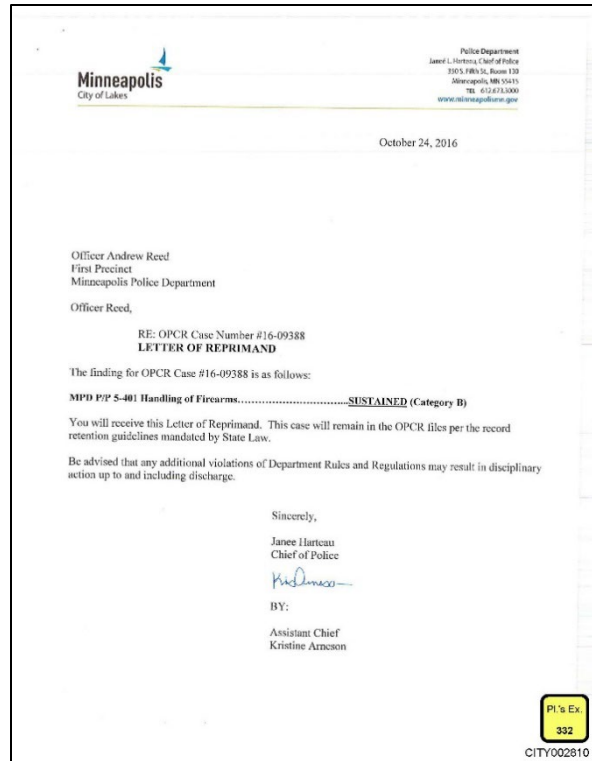 Minneapolis
City of Lakes
Police Department
Janeé L. Harteau, Chief of Police
350 S. Fifth St., Room 130
Minneapolis, MN 55415
TEL 612.673.3000
www.minneapolismn.gov
October 24, 2016
Officer Andrew Reed
First Precinct
Minneapolis Police Department
Officer Reed,
RE: OPCR Case Number #16-09388
LETTER OF REPRIMAND
The finding for OPCR Case #16-09388 is as follows:
MPD P/P 5-401 Handling of Firearms..................................SUSTAINED (Category B)
You will receive this Letter of Reprimand. This case will remain in the OPCR files per the record
retention guidelines mandated by State Law.
Be advised that any additional violations of Department Rules and Regulations may result in disciplinary
action up to and including discharge.
Sincerely,
Janee Harteau
Chief of Police
BY:
Assistant Chief
Kristine Arneson
Pl.'s Ex.
332
CITY002810